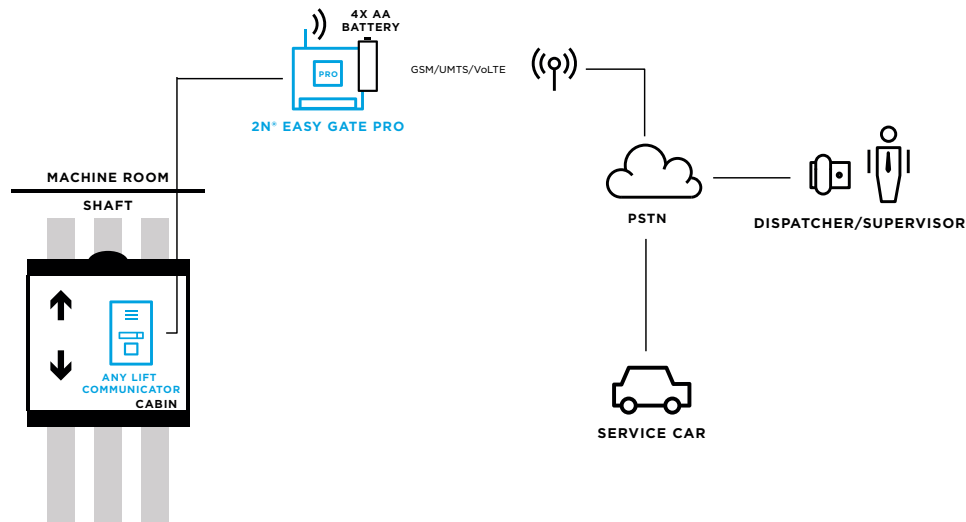 4X AA
BATTERY
PRO
GSM/UMTS/VoLTE
2N® EASY GATE PRO
MACHINE ROOM
SHAFT
PSTN
DISPATCHER/SUPERVISOR
ANY LIFT
COMMUNICATOR
CABIN
SERVICE CAR